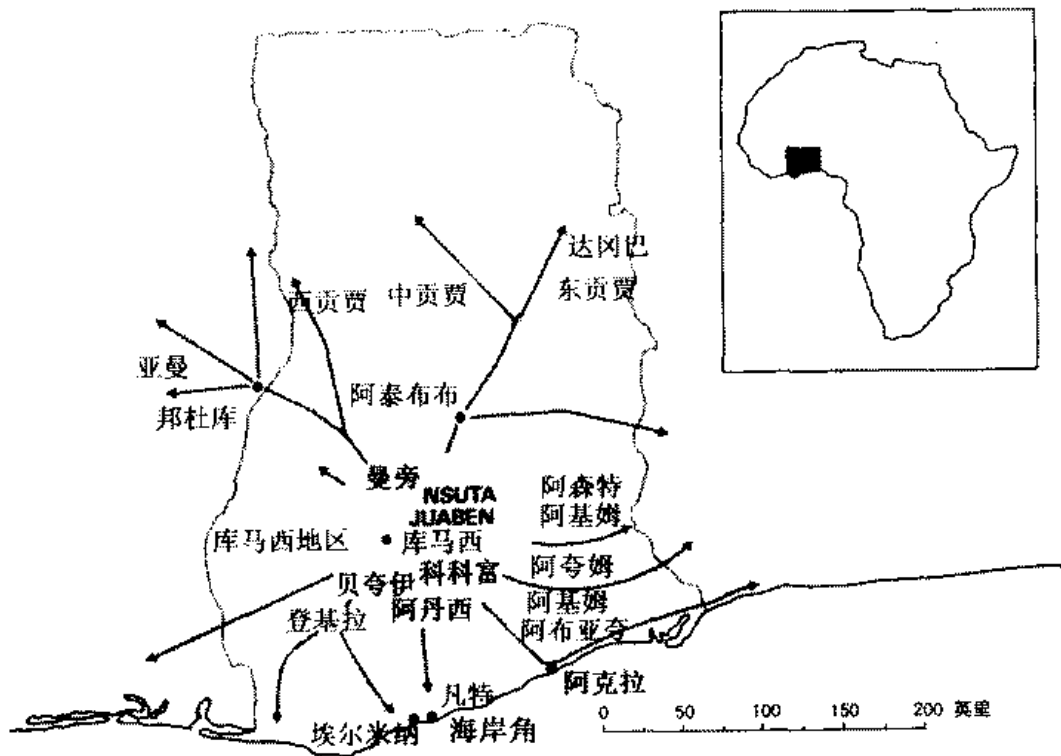 达冈巴
西贡贾
中贡贾
东贡贾
亚曼
邦杜库
阿泰布布
曼旁
NSUTA
JUABEN
阿森特
阿基姆
库马西地区
库马西
贝夸伊
科科富
阿夸姆
登基拉
阿丹西
阿基姆
阿布亚夸
阿克拉
凡特
埃尔米纳
海岸角
0 50 100 150 200 英里